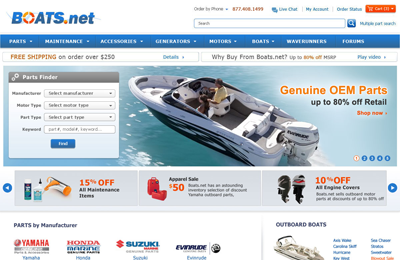 BOATS.net
Order by Phone 877.408.1499
Live Chat
My Account
Order Status
Cart (0)
Search
Multiple part search
PARTS
MAINTENANCE
ACCESSORIES
GENERATORS
MOTORS
BOATS
WAVERUNNERS
FORUMS
FREE SHIPPING on order over $250
Details
Why Buy From Boats.net? Up to 80% off MSRP
Play video
Parts Finder
Manufacturer Select manufacturer
Motor Type Select motor type
Part Type Select part type
Keyword part#, model#, keyword...
Find
Genuine OEM Parts
up to 80% off Retail
Shop now
1 2 3 4 5
15% OFF
All Maintenance
Items
Apparel Sale
$50
Boats.net has an astounding
inventory selection of discount
Yamaha outboard parts,
10% OFF
All Engine Covers
Boats.net sells outboard motor
parts at discounts of up to 80% off
PARTS by Manufacturer
YAMAHA
HONDA
MARINE
SUZUKI
EVINRUDE
Yamaha
Honda
Suzuki
Evinrude
OUTBOARD BOATS
Axis Wake
Carolina Skiff
Hurricane
Key West
Sea Chaser
Stratos
Sweetwater